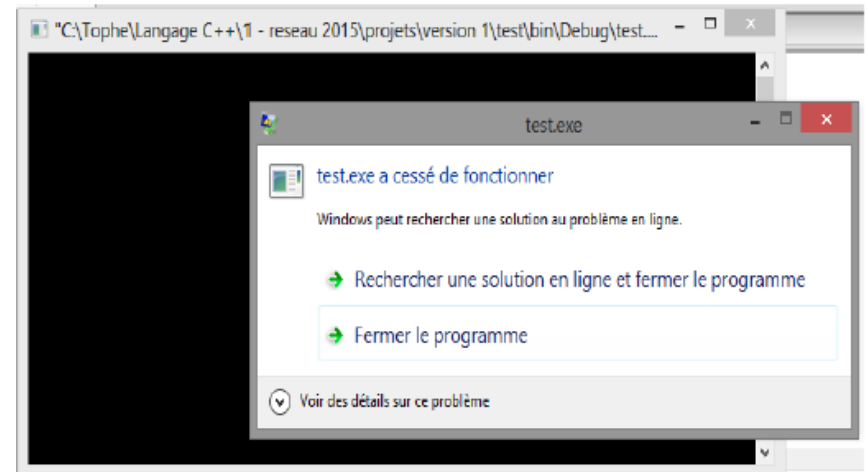 "C:\Tophe\Langage C++\1 - reseau 2015\projets\version 1\test\bin\Debug\test....
test.exe
test.exe a cessé de fonctionner
Windows peut rechercher une solution au problème en ligne.
Rechercher une solution en ligne et fermer le programme
Fermer le programme
Voir des détails sur ce problème